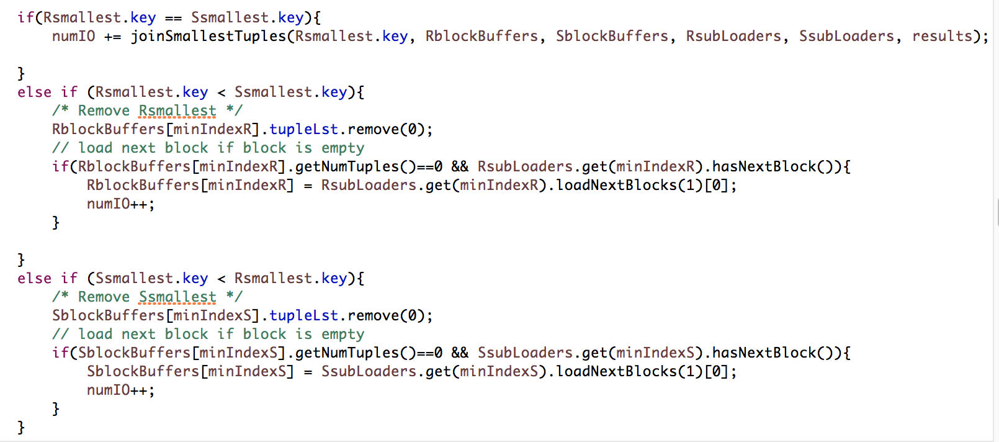 if(Rsmallest.key == Ssmallest.key){
    numIO += joinSmallestTuples(Rsmallest.key, RblockBuffers, SblockBuffers, RsubLoaders, SsubLoaders, results);
}
else if (Rsmallest.key < Ssmallest.key){
    /* Remove Rsmallest */
    RblockBuffers[minIndexR].tupleLst.remove(0);
    // load next block if block is empty
    if(RblockBuffers[minIndexR].getNumTuples()==0 && RsubLoaders.get(minIndexR).hasNextBlock()){
        RblockBuffers[minIndexR] = RsubLoaders.get(minIndexR).loadNextBlocks(1)[0];
        numIO++;
    }
}
else if (Ssmallest.key < Rsmallest.key){
    /* Remove Ssmallest */
    SblockBuffers[minIndexS].tupleLst.remove(0);
    // load next block if block is empty
    if(SblockBuffers[minIndexS].getNumTuples()==0 && SsubLoaders.get(minIndexS).hasNextBlock()){
        SblockBuffers[minIndexS] = SsubLoaders.get(minIndexS).loadNextBlocks(1)[0];
        numIO++;
    }
}